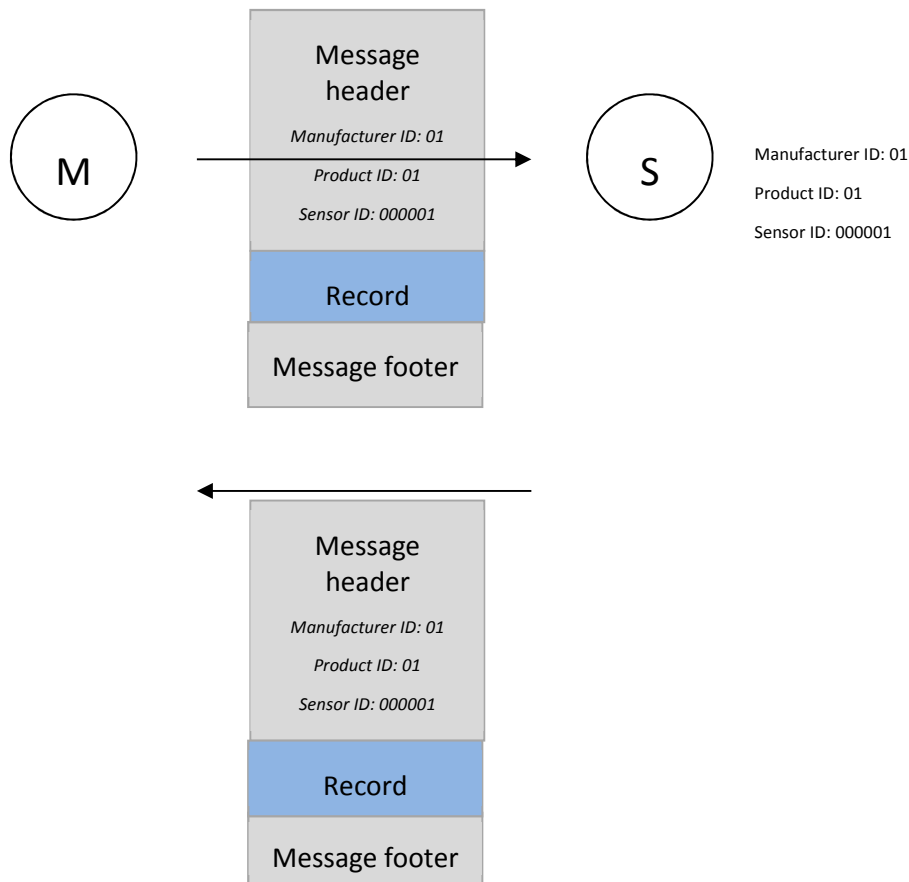 Message
header
M
Manufacturer ID: 01
Product ID: 01
Sensor ID: 000001
S
Manufacturer ID: 01
Product ID: 01
Sensor ID: 000001
Record
Message footer
Message
header
Manufacturer ID: 01
Product ID: 01
Sensor ID: 000001
Record
Message footer